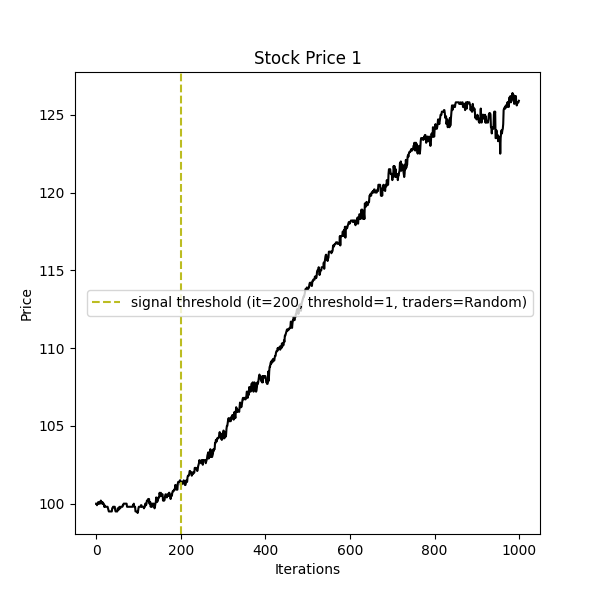 Stock Price 1
125
120
115
110
105
100
Price
signal threshold (it=200, threshold=1, traders=Random)
0 200 400 600 800 1000
Iterations